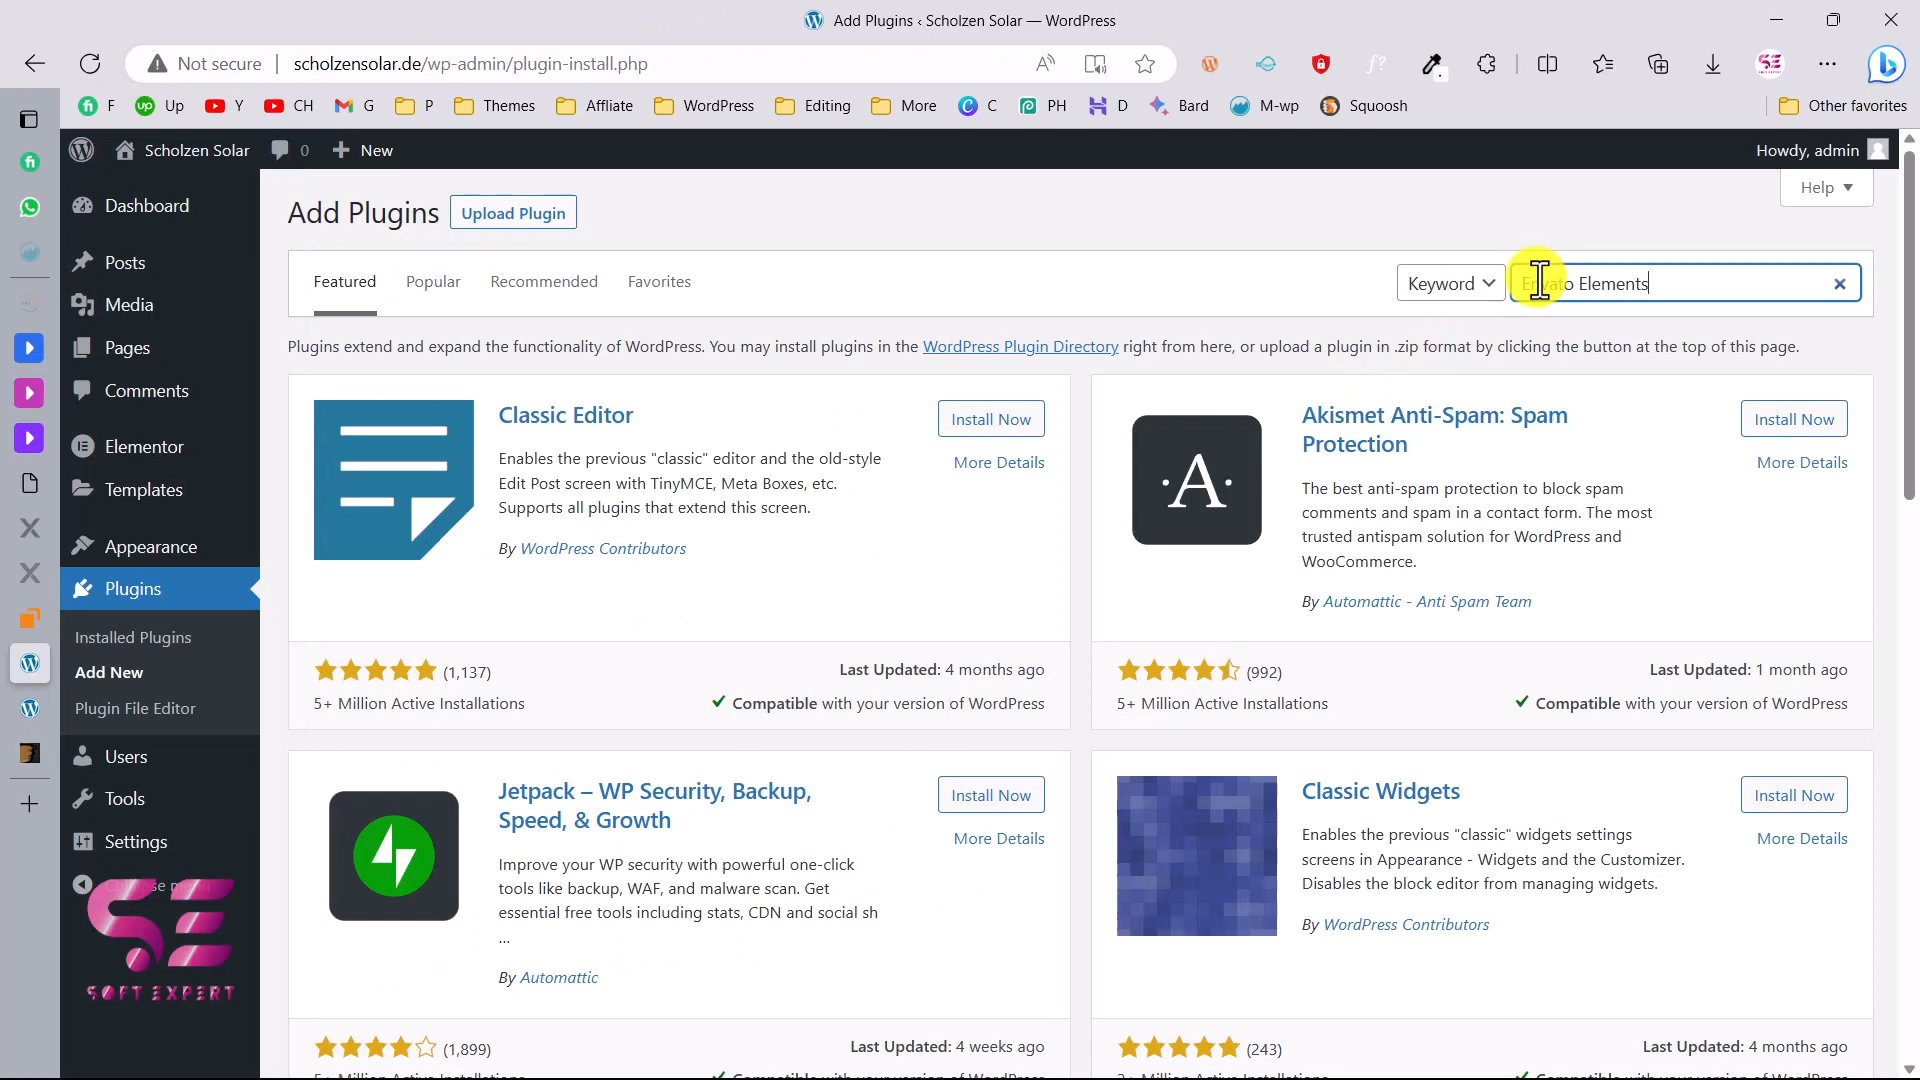 Add Plugins ‹ Scholzen Solar — WordPress
Not secure
scholzensolar.de/wp-admin/plugin-install.php
F
Up
Y
CH
G
P
Themes
Affliate
WordPress
Editing
More
C
PH
D
Bard
M-wp
Squoosh
Other favorites
Scholzen Solar
0
New
Howdy, admin
Dashboard
Posts
Media
Pages
Comments
Elementor
Templates
Appearance
Plugins
Installed Plugins
Add New
Plugin File Editor
Users
Tools
Settings
SOFT EXPERT
Help
Add Plugins
Upload Plugin
Featured
Popular
Recommended
Favorites
Keyword
Envato Elements
Plugins extend and expand the functionality of WordPress. You may install plugins in the WordPress Plugin Directory right from here, or upload a plugin in .zip format by clicking the button at the top of this page.
Classic Editor
Install Now
More Details
Enables the previous "classic" editor and the old-style
Edit Post screen with TinyMCE, Meta Boxes, etc.
Supports all plugins that extend this screen.
By WordPress Contributors
(1,137)
5+ Million Active Installations
Last Updated: 4 months ago
Compatible with your version of WordPress
A
Akismet Anti-Spam: Spam
Protection
Install Now
More Details
The best anti-spam protection to block spam
comments and spam in a contact form. The most
trusted antispam solution for WordPress and
WooCommerce.
By Automattic - Anti Spam Team
(992)
5+ Million Active Installations
Last Updated: 1 month ago
Compatible with your version of WordPress
Jetpack – WP Security, Backup,
Speed, & Growth
Install Now
More Details
Improve your WP security with powerful one-click
tools like backup, WAF, and malware scan. Get
essential free tools including stats, CDN and social sh
...
By Automattic
(1,899)
Last Updated: 4 weeks ago
Classic Widgets
Install Now
More Details
Enables the previous "classic" widgets settings
screens in Appearance - Widgets and the Customizer.
Disables the block editor from managing widgets.
By WordPress Contributors
(243)
Last Updated: 4 months ago